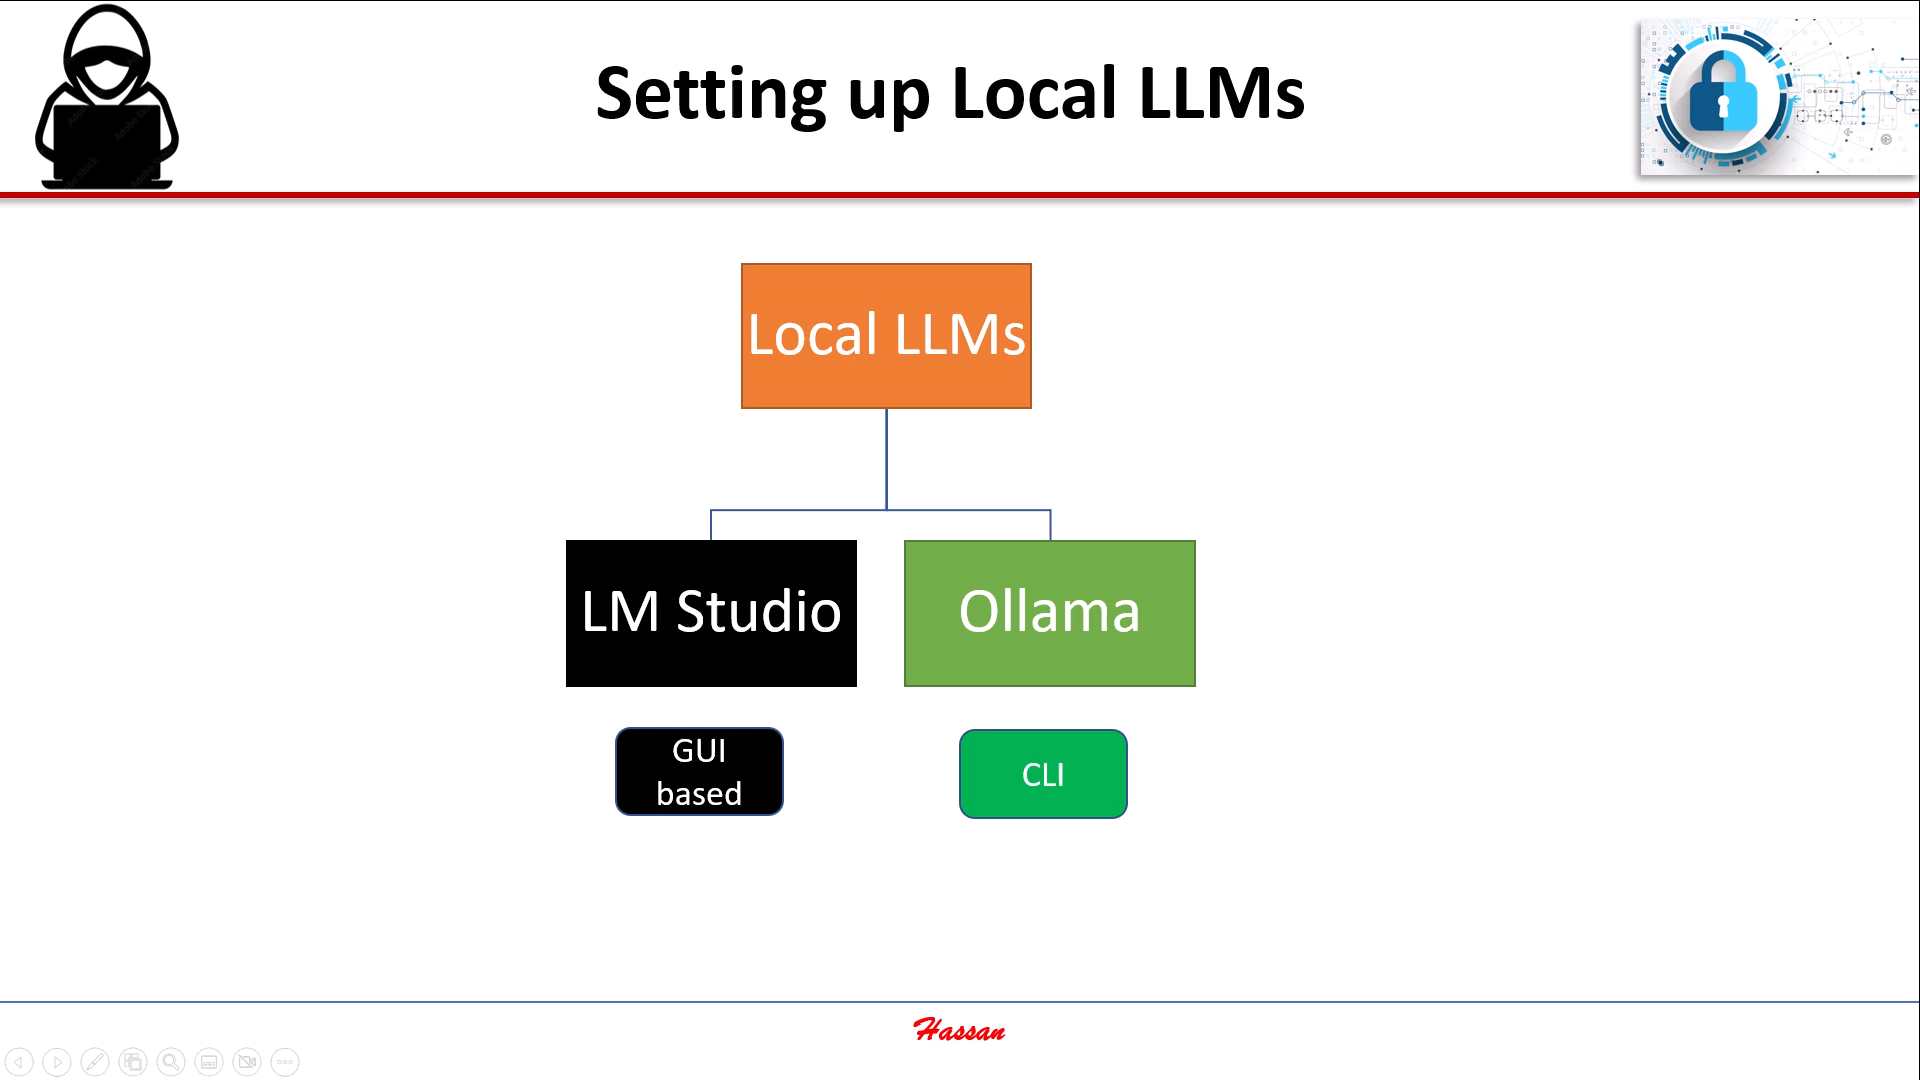 Setting up Local LLMs
Local LLMs
LM Studio
Ollama
GUI
based
CLI
Hassan